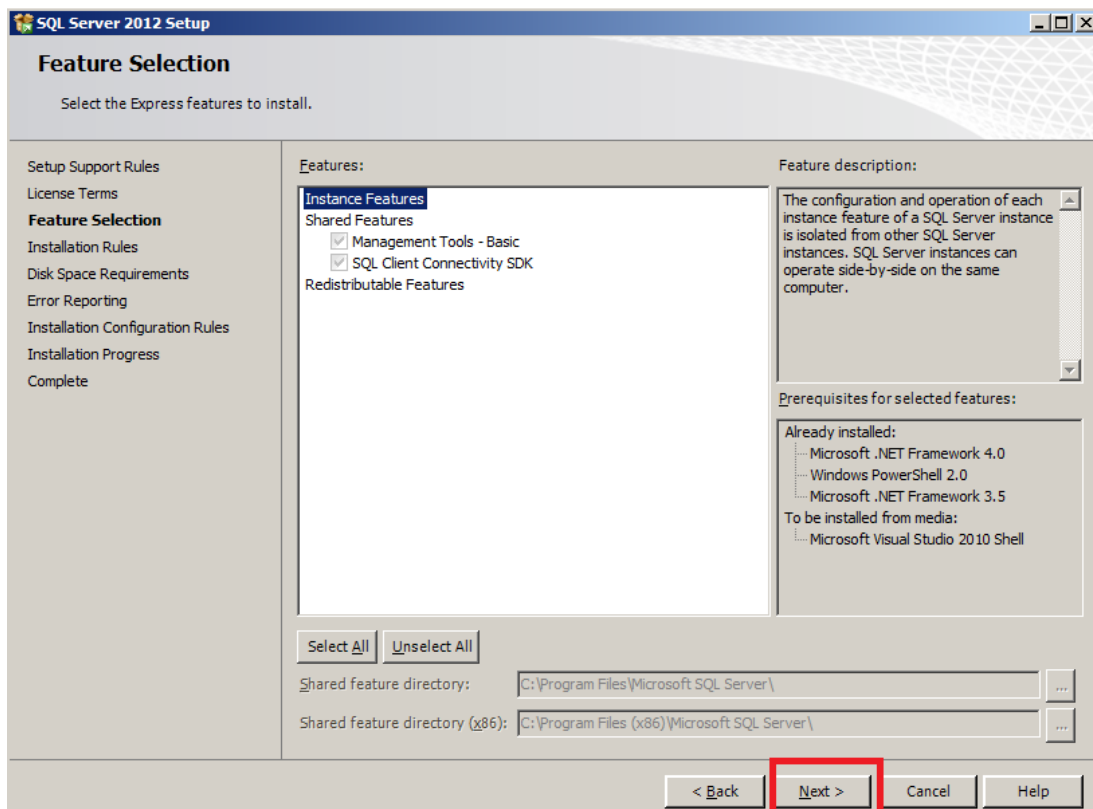 SQL Server 2012 Setup
Feature Selection
Select the Express features to install.
Setup Support Rules
License Terms
Feature Selection
Installation Rules
Disk Space Requirements
Error Reporting
Installation Configuration Rules
Installation Progress
Complete
Features:
Instance Features
Shared Features
Management Tools - Basic
SQL Client Connectivity SDK
Redistributable Features
Feature description:
The configuration and operation of each
instance feature of a SQL Server instance
is isolated from other SQL Server
instances. SQL Server instances can
operate side-by-side on the same
computer.
Prerequisites for selected features:
Already installed:
Microsoft .NET Framework 4.0
Windows PowerShell 2.0
Microsoft .NET Framework 3.5
To be installed from media:
Microsoft Visual Studio 2010 Shell
Select All Unselect All
Shared feature directory: C:\Program Files\Microsoft SQL Server\ ...
Shared feature directory (x86): C:\Program Files (x86)\Microsoft SQL Server\ ...
< Back Next > Cancel Help